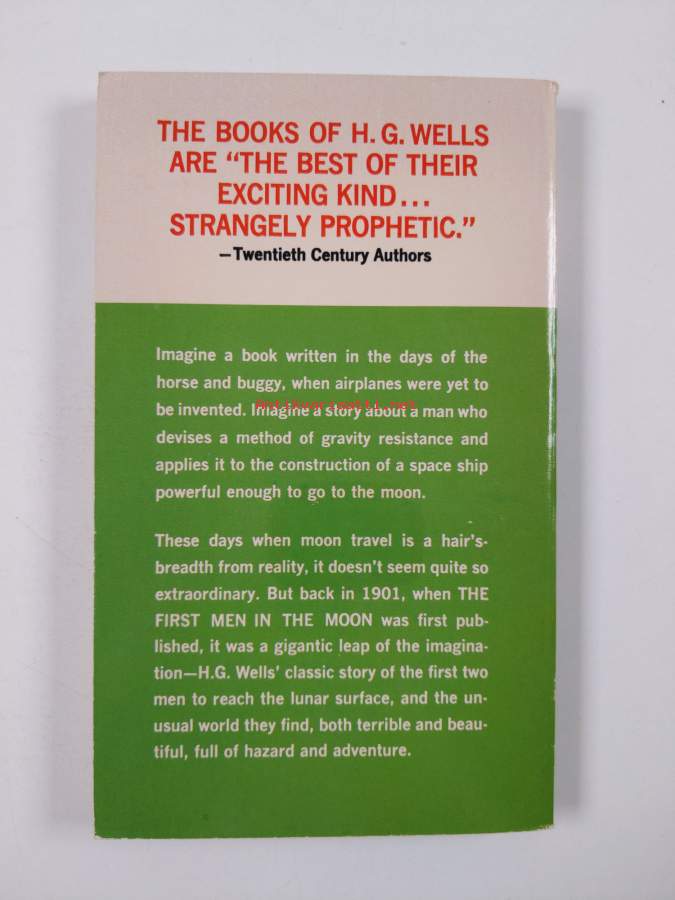 THE BOOKS OF H. G. WELLS
ARE “THE BEST OF THEIR
EXCITING KIND...
STRANGELY PROPHETIC.”
—Twentieth Century Authors
Imagine a book written in the days of the
horse and buggy, when airplanes were yet to
be invented. Imagine a story about a man who
Antikvariaatti.net
devises a method of gravity resistance and
applies it to the construction of a space ship
powerful enough to go to the moon.
These days when moon travel is a hair's-
breadth from reality, it doesn't seem quite so
extraordinary. But back in 1901, when THE
FIRST MEN IN THE MOON was first pub-
lished, it was a gigantic leap of the imagina-
tion—H.G. Wells' classic story of the first two
men to reach the lunar surface, and the un-
usual world they find, both terrible and beau-
tiful, full of hazard and adventure.